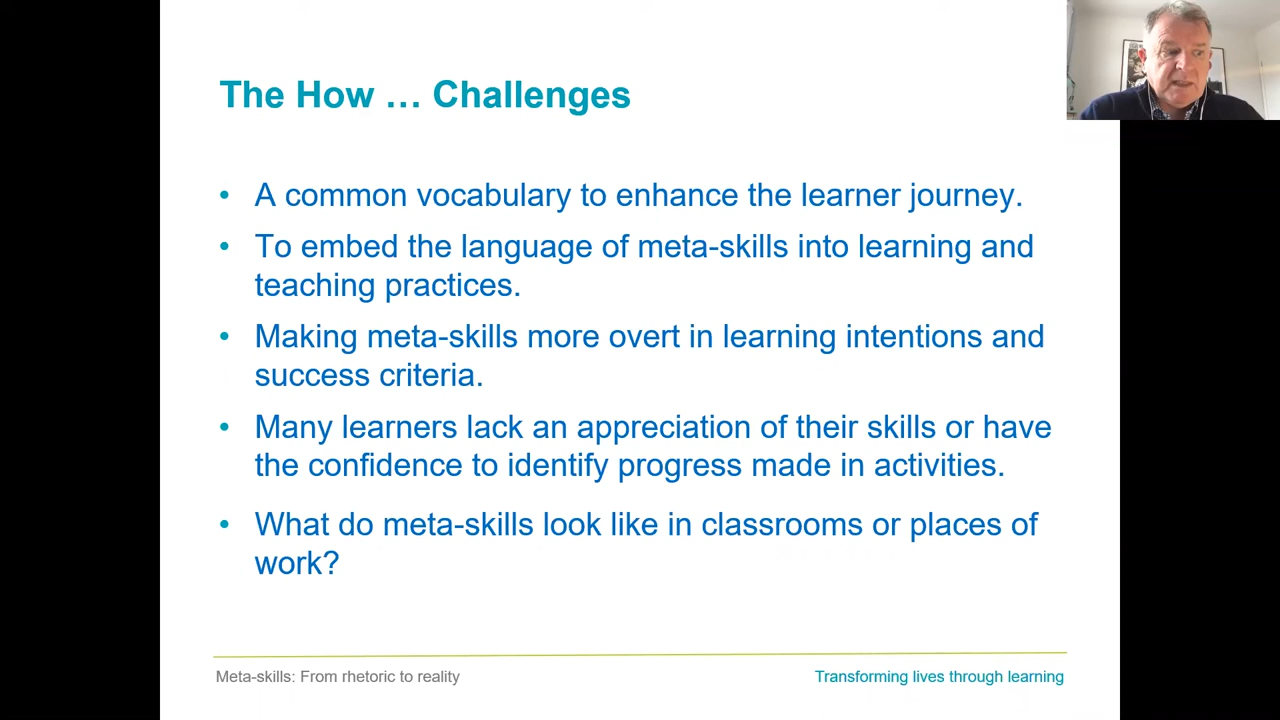 The How … Challenges
• A common vocabulary to enhance the learner journey.
• To embed the language of meta-skills into learning and
teaching practices.
• Making meta-skills more overt in learning intentions and
success criteria.
• Many learners lack an appreciation of their skills or have
the confidence to identify progress made in activities.
• What do meta-skills look like in classrooms or places of
work?
Meta-skills: From rhetoric to reality
Transforming lives through learning